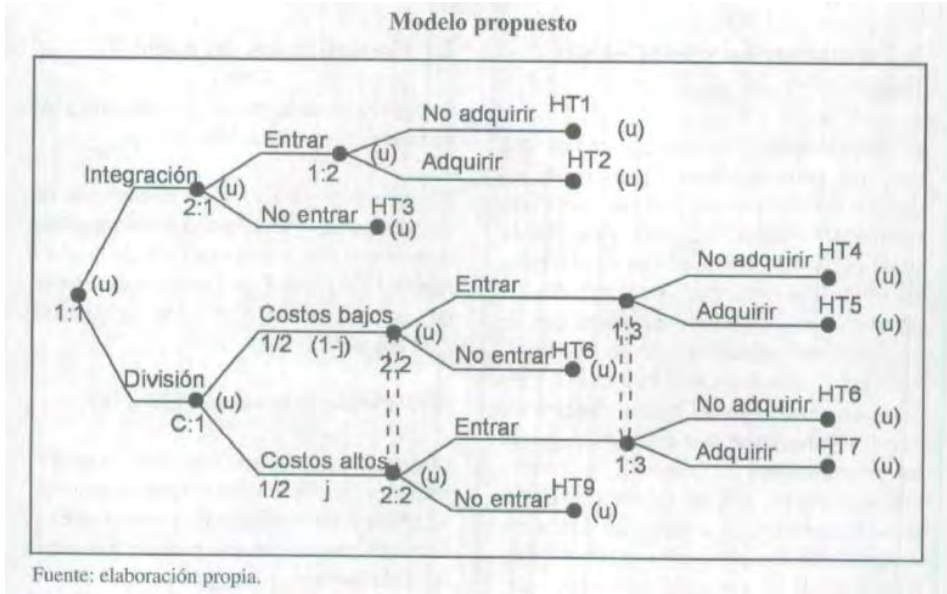 Modelo propuesto
No adquirir HT1 (u)
Entrar
1:2 (u)
Adquirir HT2 (u)
Integración
2:1 (u)
No entrar HT3 (u)
(u)
1:1
No adquirir HT4 (u)
Entrar
1:3
Adquirir HT5 (u)
Costos bajos
1/2 (1-j)
2:2 (u)
No entrar HT6 (u)
División
C:1 (u)
No adquirir HT6 (u)
Entrar
1:3
Adquirir HT7 (u)
Costos altos
1/2 j
2:2 (u)
No entrar HT9 (u)
Fuente: elaboración propia.